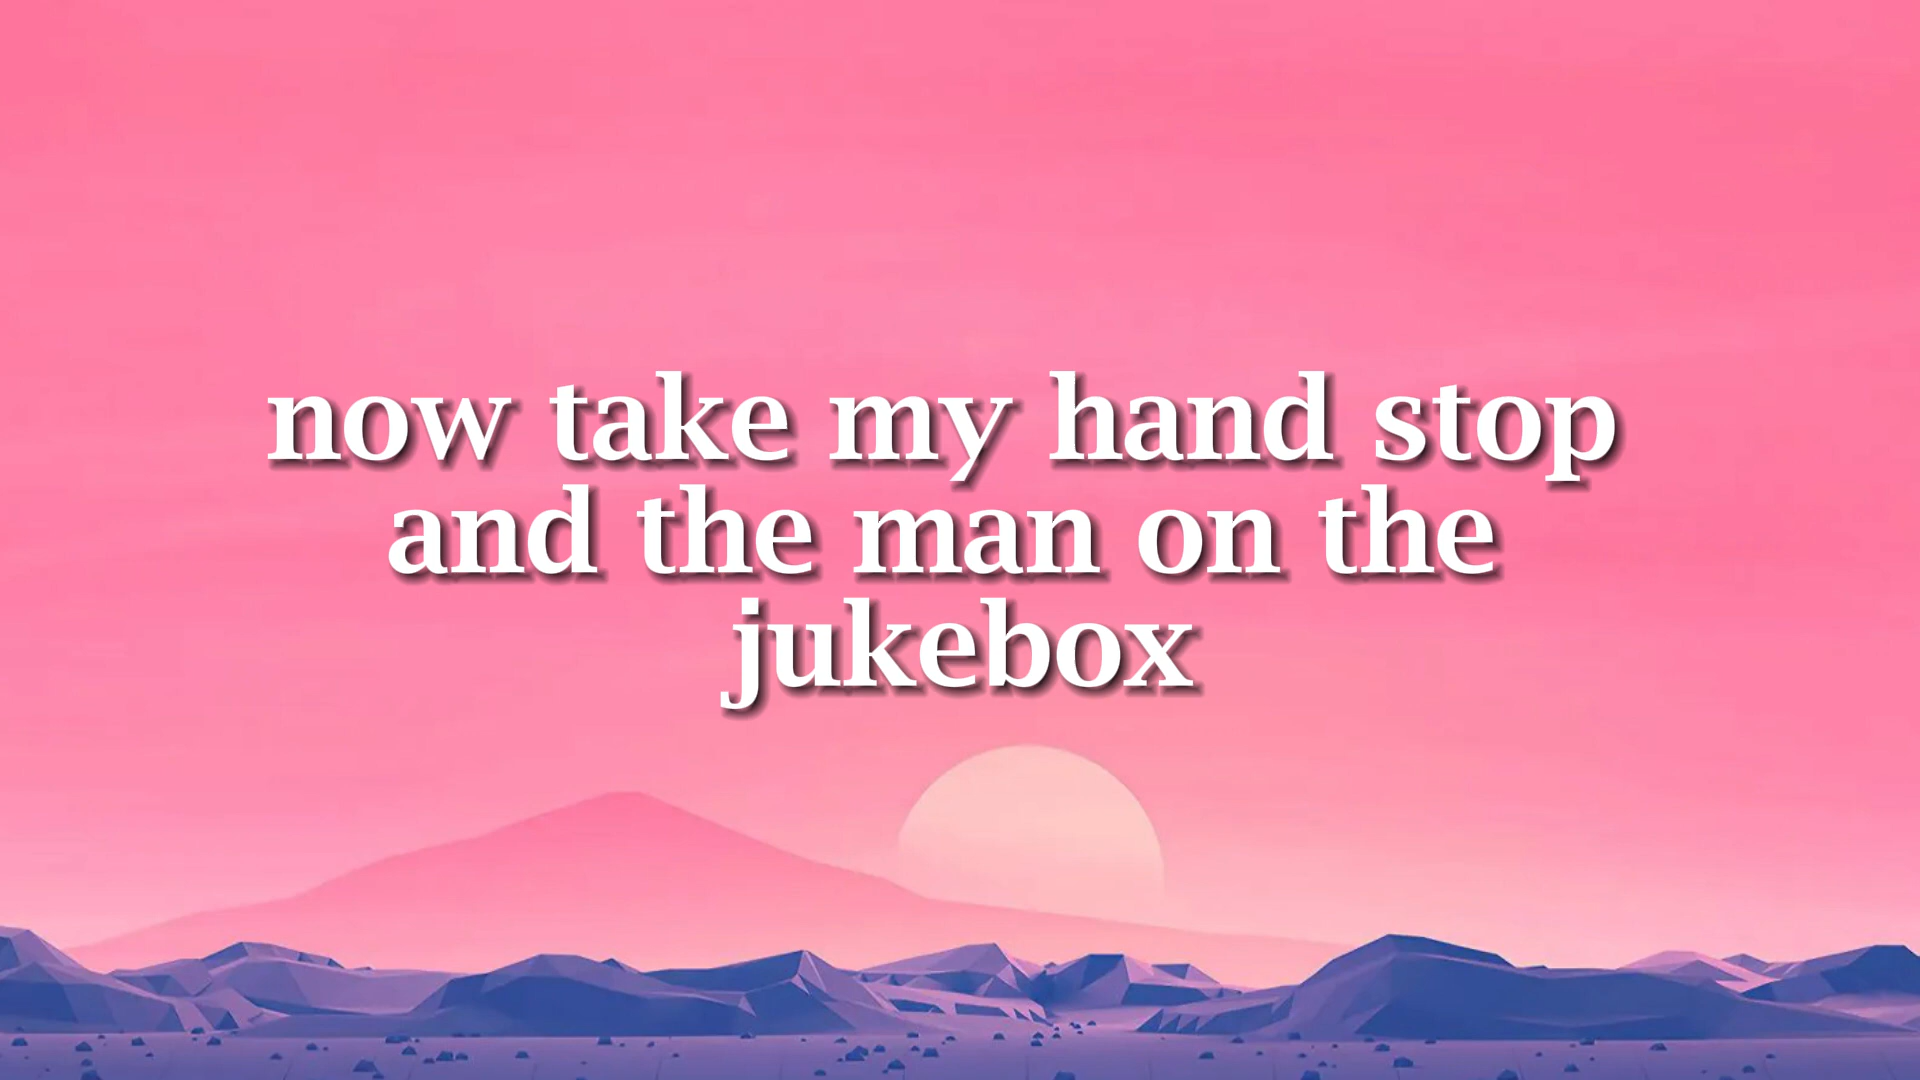 now take my hand stop
and the man on the
jukebox